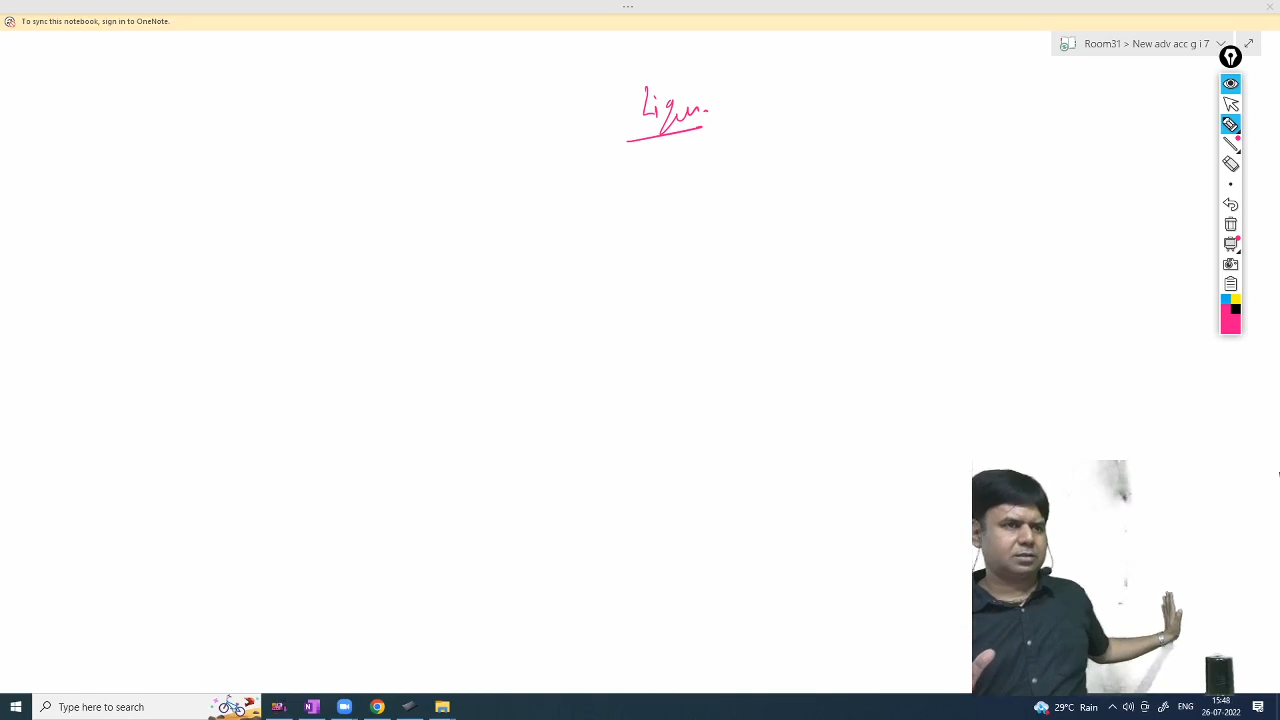 To sync this notebook, sign in to OneNote.
Room31 > New adv acc g i 7
Liqu.
Type here to search
29°C Rain
ENG
15:48
26-07-2022